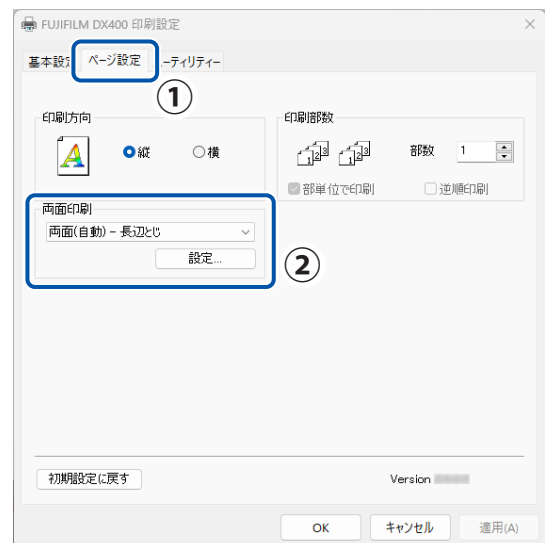 FUJIFILM DX400 印刷設定
基本設定 ページ設定 ーティリティー
①
印刷方向
縦 横
印刷部数
部数 1
部単位で印刷 逆順印刷
両面印刷
両面(自動) - 長辺とじ
設定...
②
初期設定に戻す
Version
OK キャンセル 適用(A)